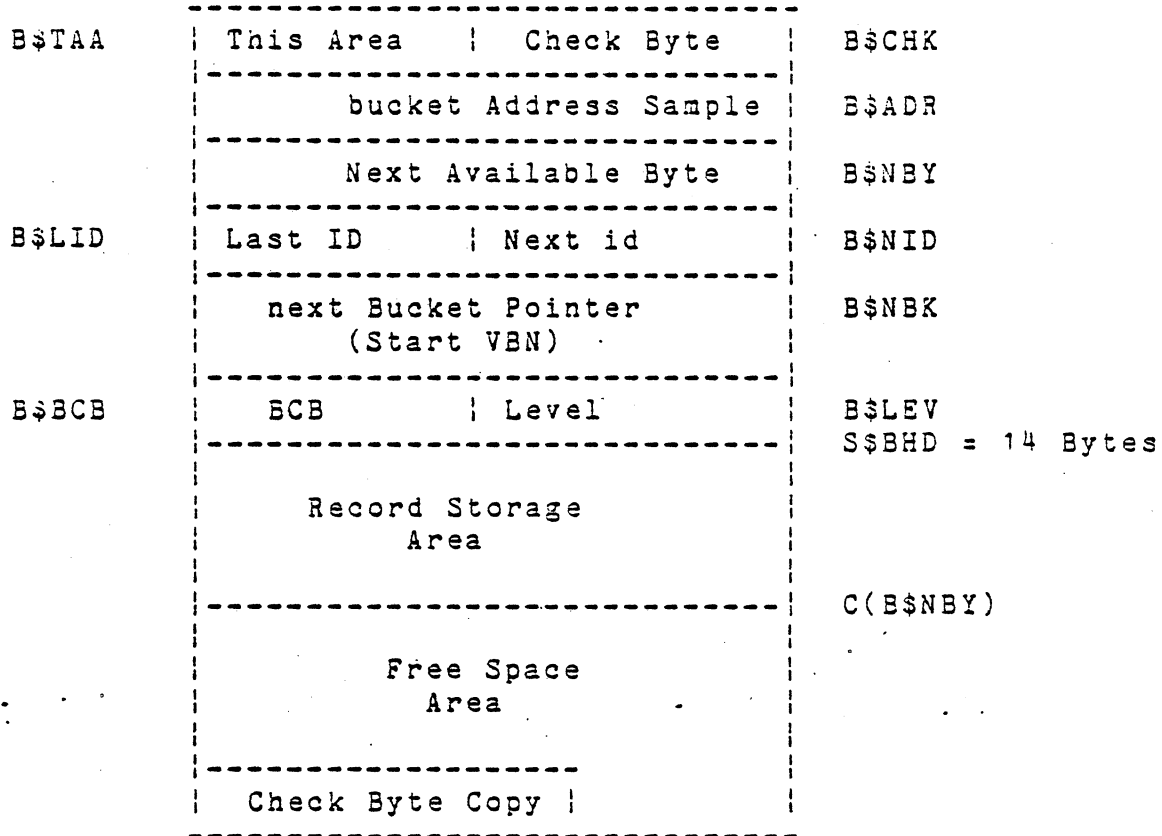 B$TAA This Area | Check Byte B$CHK
bucket Address Sample B$ADR
Next Available Byte B$NBY
B$LID Last ID | Next id B$NID
next Bucket Pointer B$NBK
(Start VBN)
B$BCB BCB | Level B$LEV
S$BHD = 14 Bytes
Record Storage
Area
C(B$NBY)
Free Space
Area
Check Byte Copy |